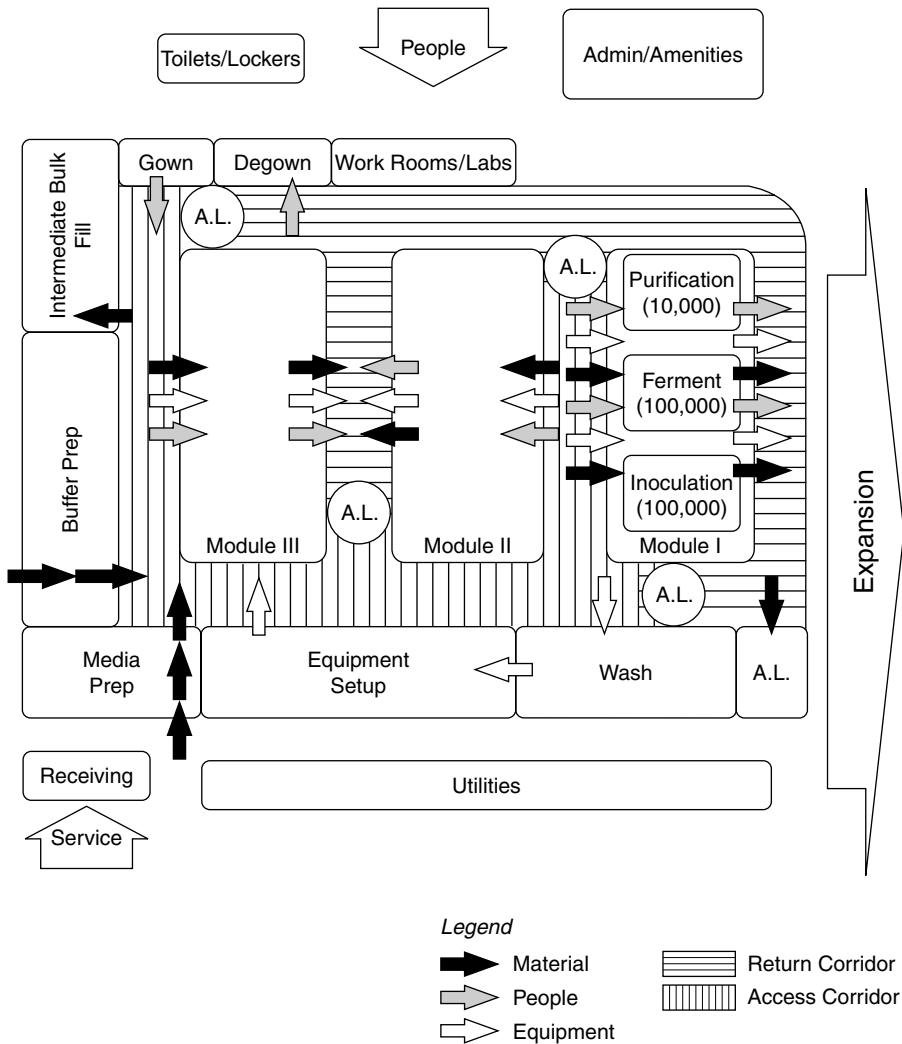 Toilets/Lockers
People
Admin/Amenities
Intermediate Bulk
Fill
Gown
Degown
Work Rooms/Labs
A.L.
A.L.
Purification
(10,000)
Ferment
(100,000)
Inoculation
(100,000)
Buffer Prep
A.L.
Module III
Module II
Module I
Expansion
A.L.
Media
Prep
Equipment
Setup
Wash
A.L.
Receiving
Utilities
Service
Legend
Material
Return Corridor
People
Access Corridor
Equipment